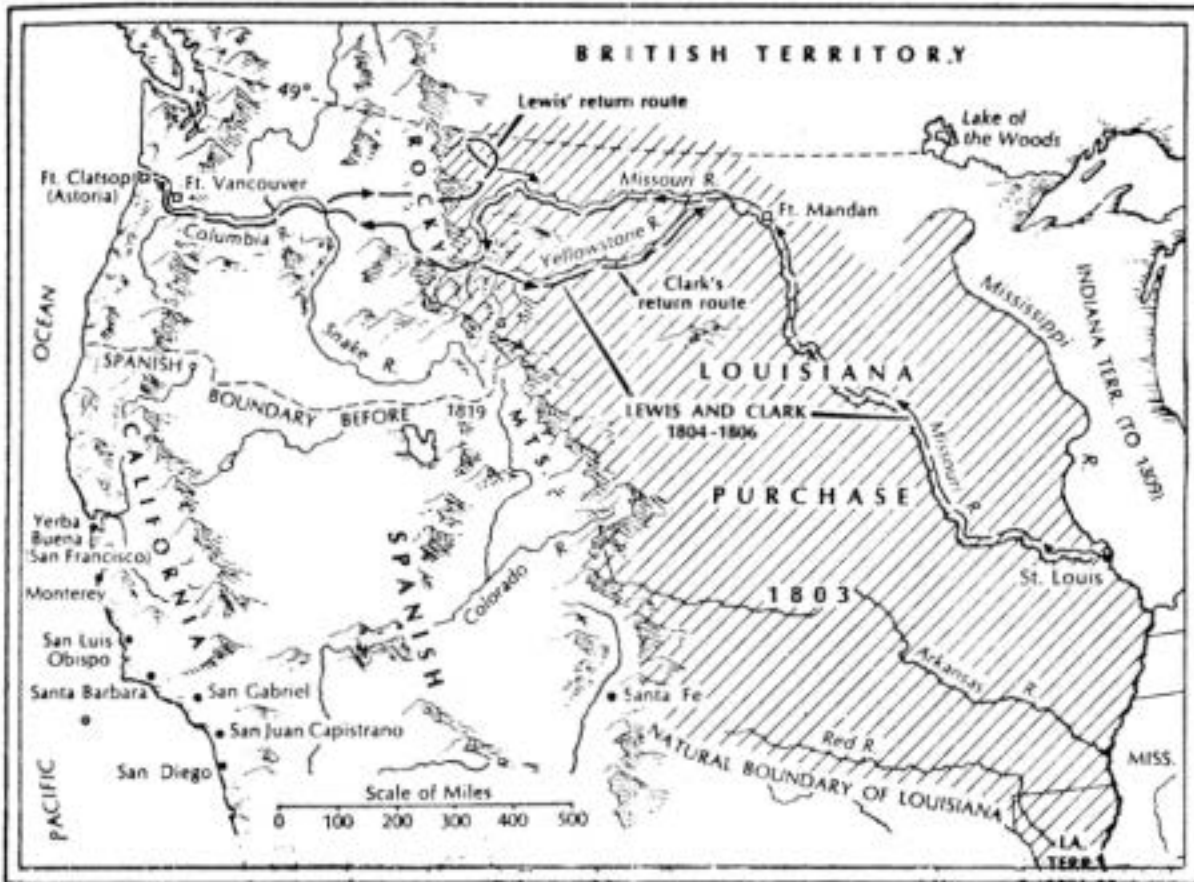 BRITISH TERRITORY
49°
Lewis' return route
Lake of
the Woods
ROCKY
Ft. Clatsop
(Astoria)
Ft. Vancouver
Missouri R.
Ft. Mandan
Columbia R.
Yellowstone R.
Clark's
return route
Mississippi
R.
INDIANA TERR. (TO 1809)
OCEAN
Snake R.
SPANISH
BOUNDARY BEFORE 1819
MTS
LOUISIANA
LEWIS AND CLARK
1804-1806
Missouri R.
PURCHASE
CALIFORNIA
SPANISH
Yerba
Buena
(San Francisco)
Monterey
Colorado R.
St. Louis
1803
San Luis
Obispo
Arkansas R.
Santa Barbara
San Gabriel
Santa Fe
San Juan Capistrano
Red R.
San Diego
NATURAL BOUNDARY OF LOUISIANA
MISS.
PACIFIC
Scale of Miles
0 100 200 300 400 500
LA.
TERR.